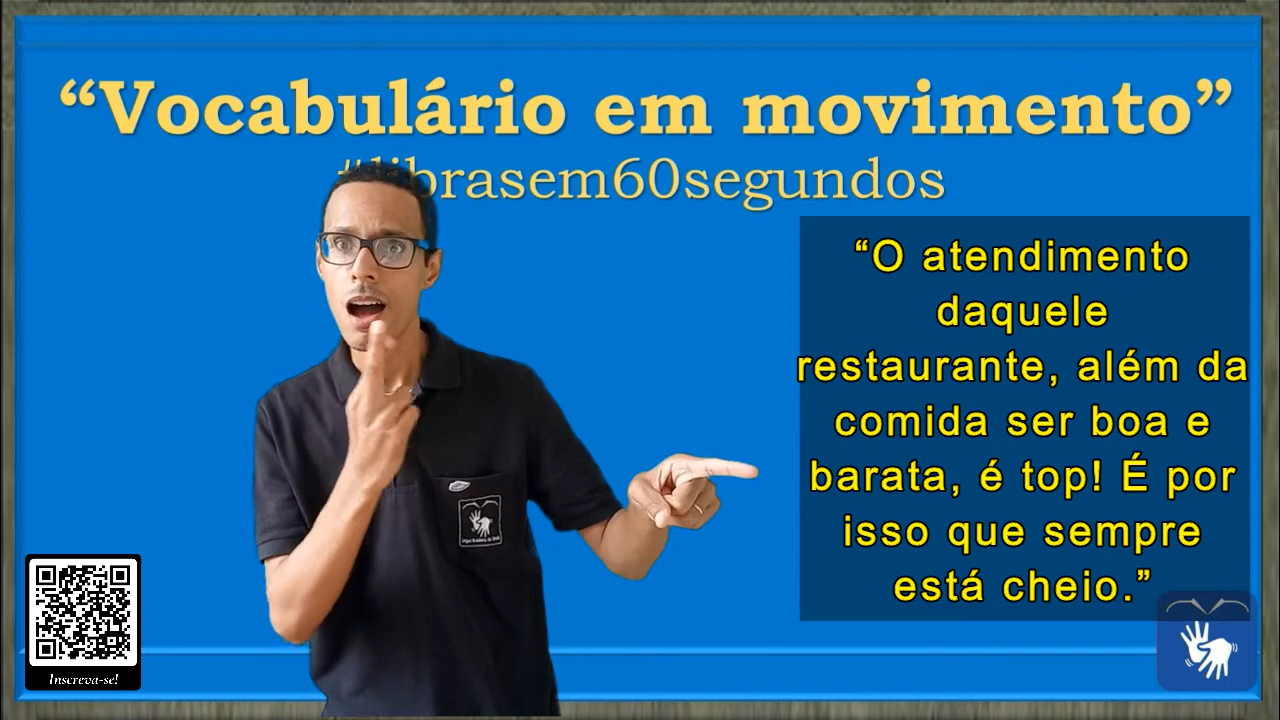 “Vocabulário em movimento”
#librasem60segundos
“O atendimento
daquele
restaurante, além da
comida ser boa e
barata, é top! É por
isso que sempre
está cheio.”
Inscreva-se!